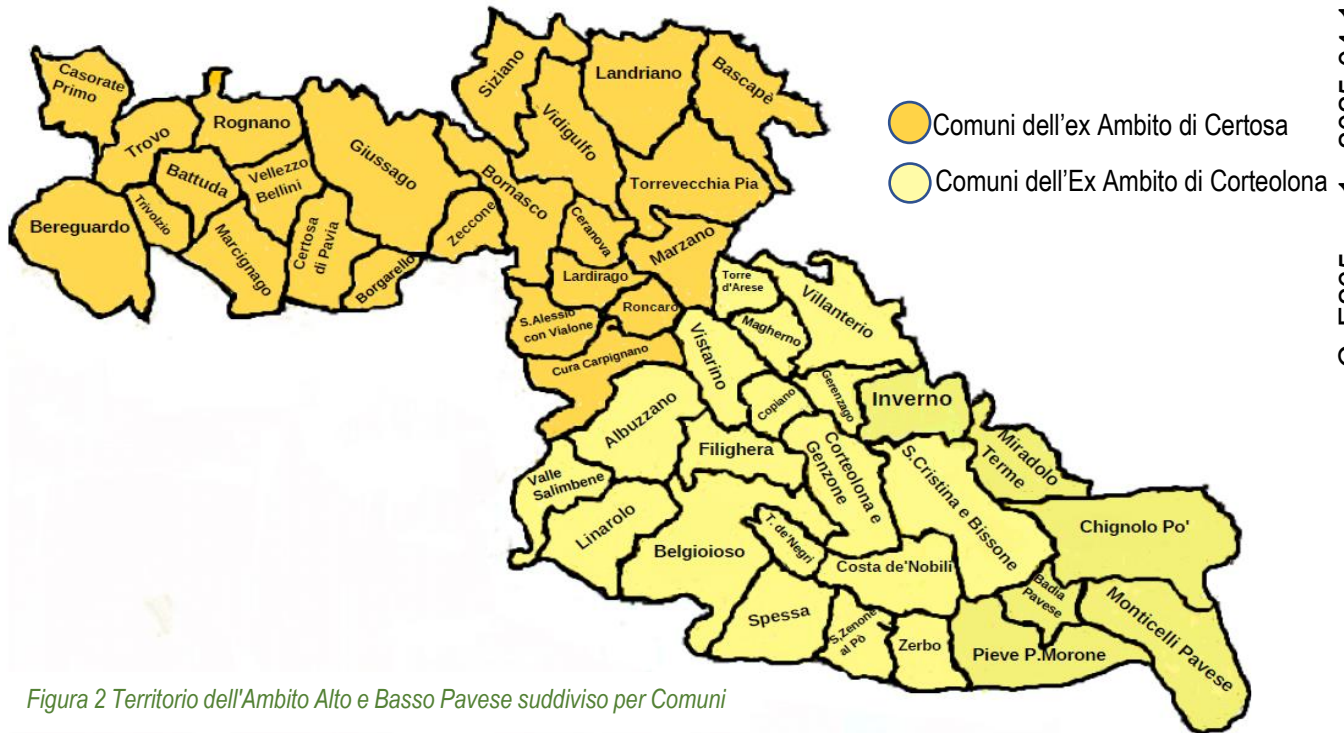 Casorate
Primo
Trovo
Rognano
Battuda
Vellezzo
Bellini
Giussago
Bereguardo
Trivolzio
Marcignago
Certosa
di Pavia
Borgarello
Zeccone
Bornasco
Siziano
Vidigulfo
Landriano
Bascapè
Torrevecchia Pia
Ceranova
Marzano
Lardirago
Roncaro
S.Alessio
con Vialone
Cura Carpignano
Comuni dell'ex Ambito di Certosa
Comuni dell'Ex Ambito di Corteolona
Torre
d'Arese
Villanterio
Magherno
Vistarino
Copiano
Gerenzago
Inverno
Miradolo
Terme
Albuzzano
Filighera
Corteolona e
Genzone
S.Cristina e Bissone
Valle
Salimbene
Linarolo
Belgioioso
T. de'Negri
Costa de'Nobili
Chignolo Po'
Badia
Pavese
Monticelli Pavese
Spessa
S,Zenone
al Pò
Zerbo
Pieve P.Morone
Figura 2 Territorio dell'Ambito Alto e Basso Pavese suddiviso per Comuni